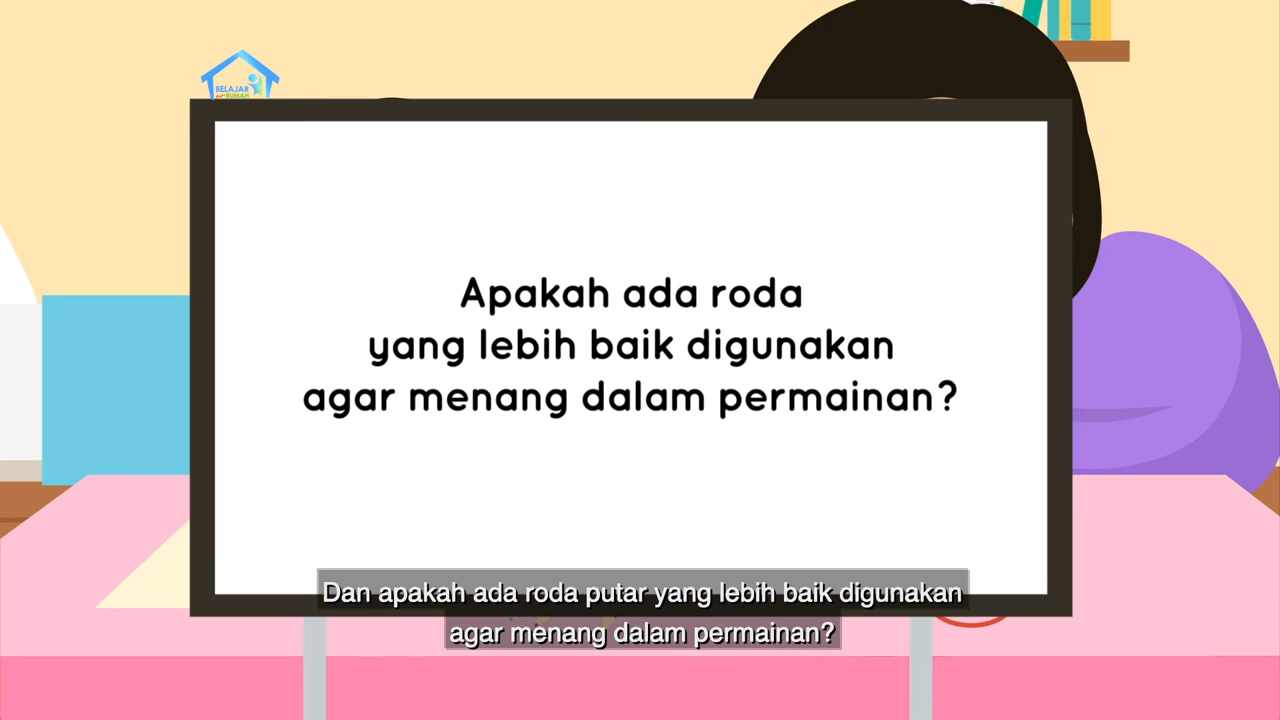 BELAJAR
RUMAH
Apakah ada roda
yang lebih baik digunakan
agar menang dalam permainan?
Dan apakah ada roda putar yang lebih baik digunakan
agar menang dalam permainan?